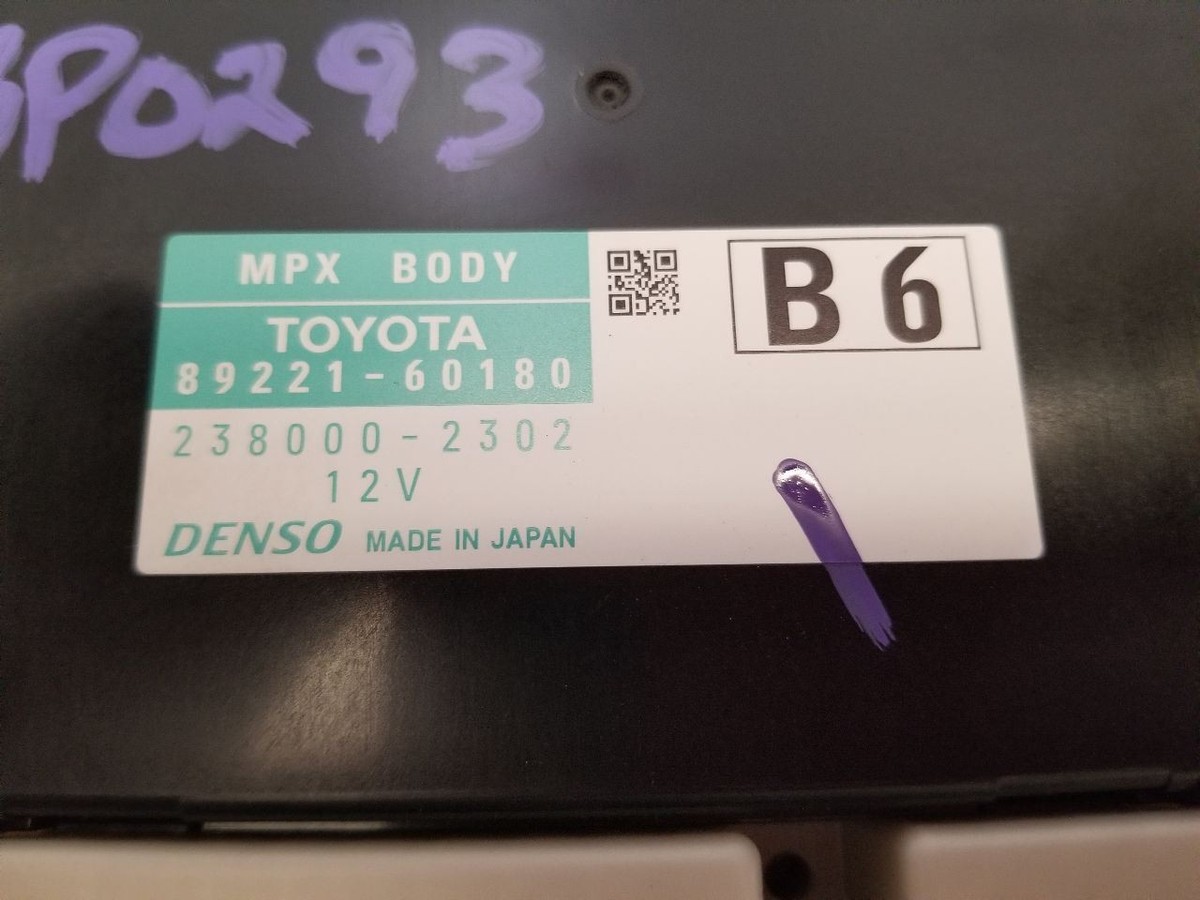 P0293
MPX BODY
TOYOTA
89221-60180
238000-2302
12V
DENSO MADE IN JAPAN
B6